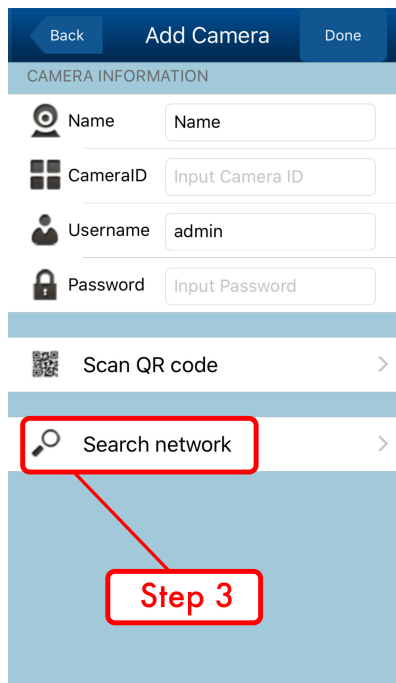 Back Add Camera Done
CAMERA INFORMATION
Name Name
CameraID Input Camera ID
Username admin
Password Input Password
Scan QR code
Search network
Step 3